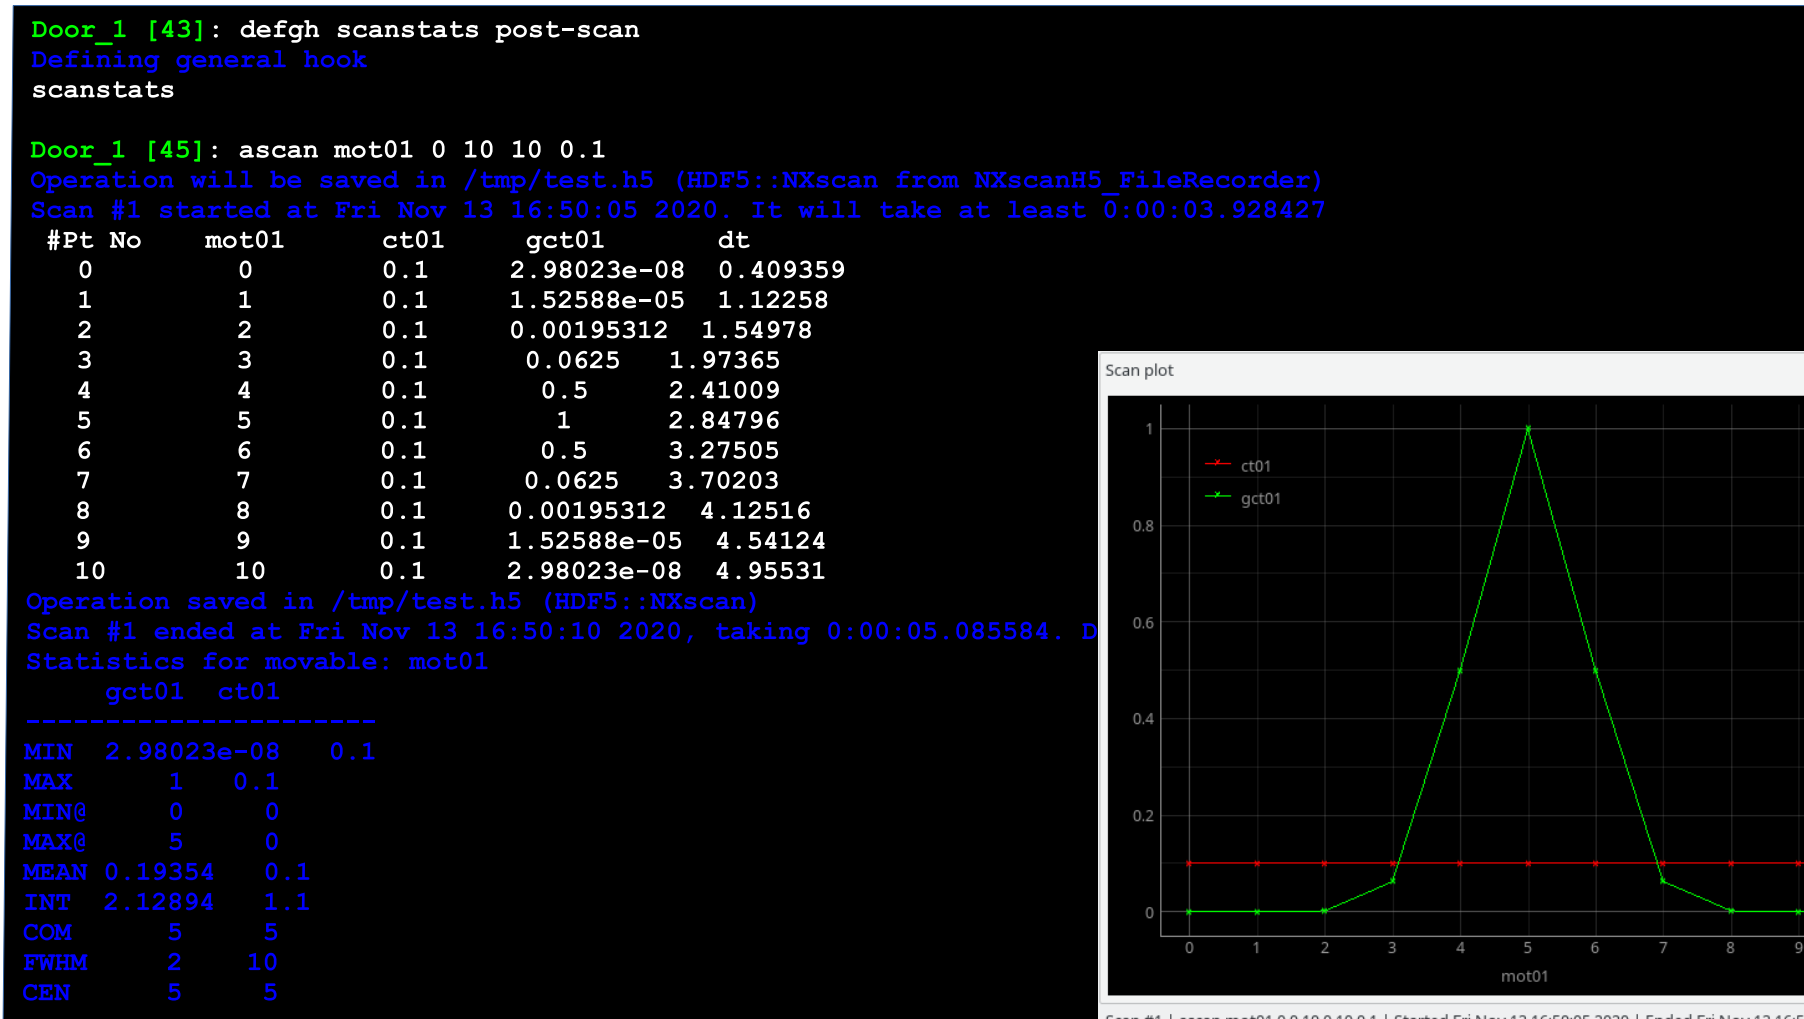 Door_1 [43]: defgh scanstats post-scan
Defining general hook
scanstats
Door_1 [45]: ascan mot01 0 10 10 0.1
Operation will be saved in /tmp/test.h5 (HDF5::NXscan from NXscanH5_FileRecorder)
Scan #1 started at Fri Nov 13 16:50:05 2020. It will take at least 0:00:03.928427
#Pt No mot01 ct01 gct01 dt
0 0 0.1 2.98023e-08 0.409359
1 1 0.1 1.52588e-05 1.12258
2 2 0.1 0.00195312 1.54978
3 3 0.1 0.0625 1.97365
4 4 0.1 0.5 2.41009
5 5 0.1 1 2.84796
6 6 0.1 0.5 3.27505
7 7 0.1 0.0625 3.70203
8 8 0.1 0.00195312 4.12516
9 9 0.1 1.52588e-05 4.54124
10 10 0.1 2.98023e-08 4.95531
Operation saved in /tmp/test.h5 (HDF5::NXscan)
Scan #1 ended at Fri Nov 13 16:50:10 2020, taking 0:00:05.085584. D
Statistics for movable: mot01
gct01 ct01
----------------------
MIN 2.98023e-08 0.1
MAX 1 0.1
MIN@ 0 0
MAX@ 5 0
MEAN 0.19354 0.1
INT 2.12894 1.1
COM 5 5
FWHM 2 10
CEN 5 5
Scan plot
1
ct01
gct01
0.8
0.6
0.4
0.2
0
0 1 2 3 4 5 6 7 8 9
mot01